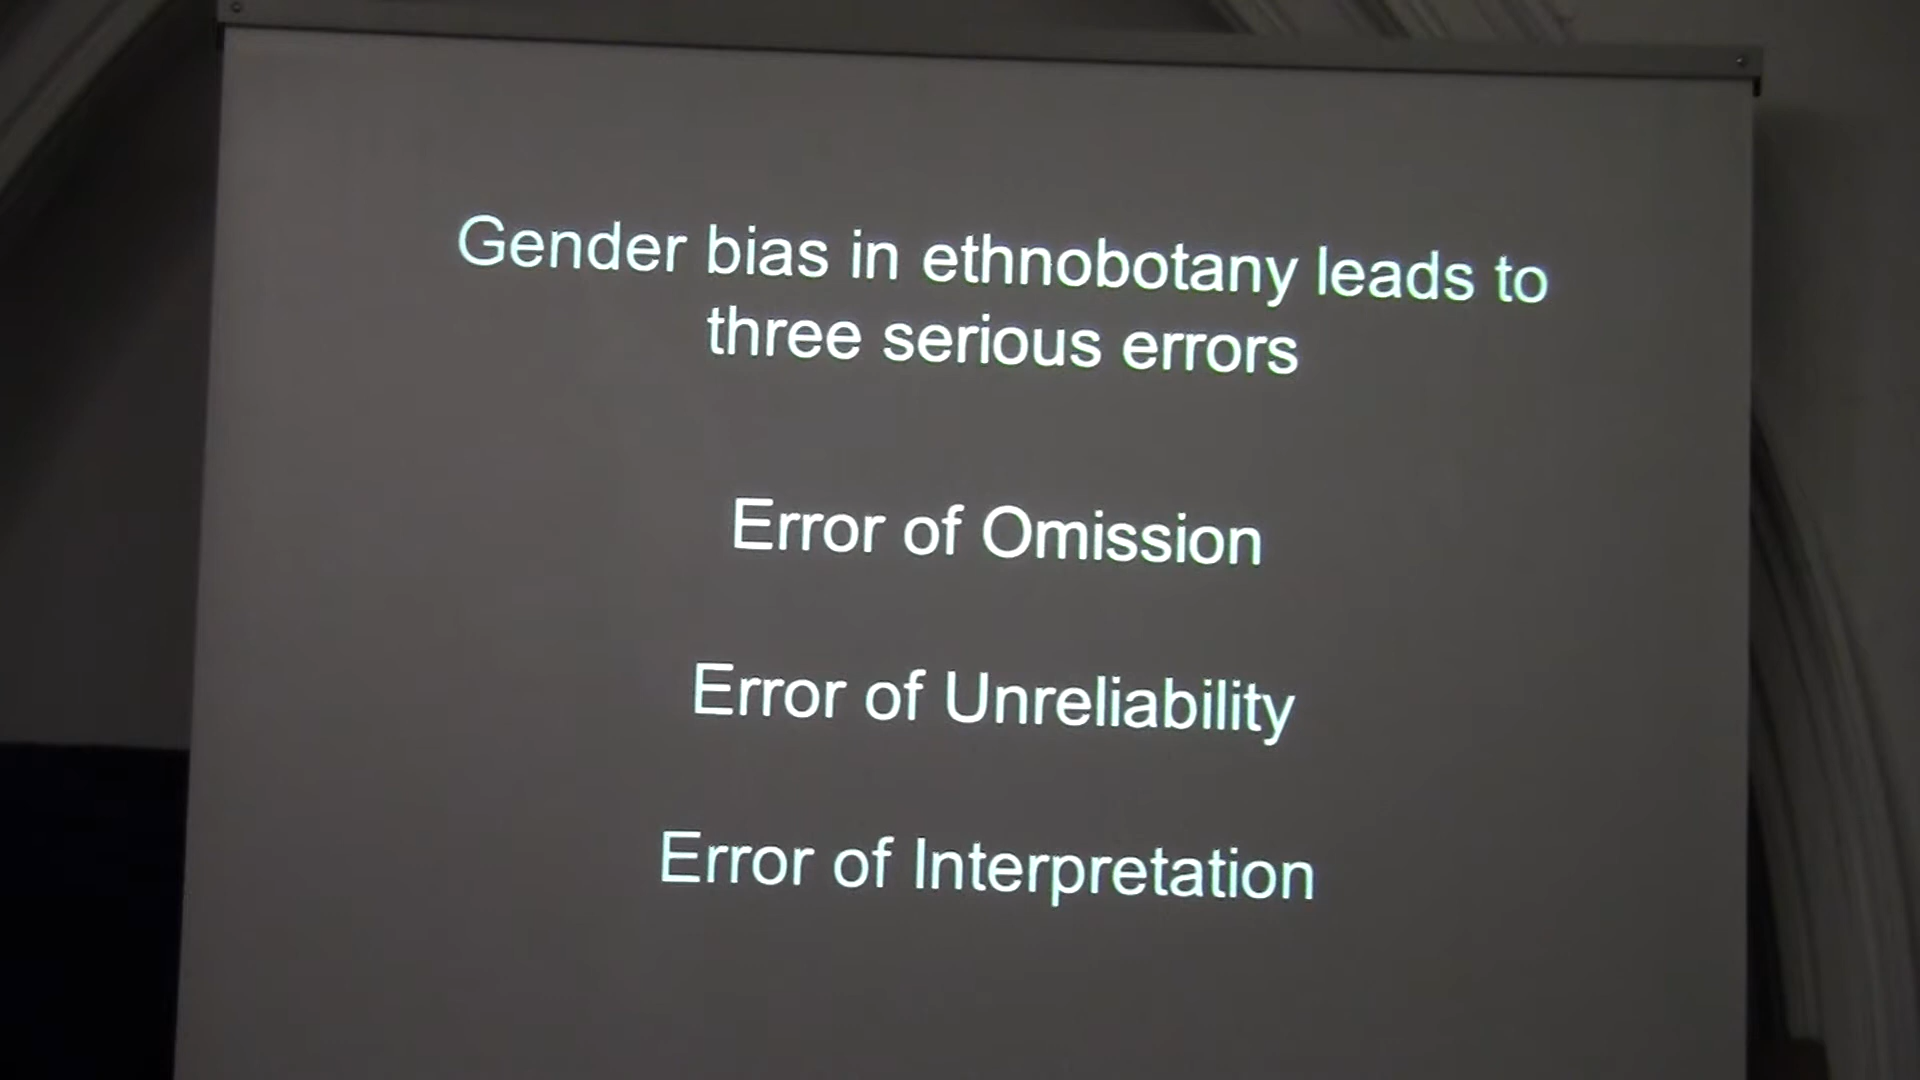 Gender bias in ethnobotany leads to
three serious errors
Error of Omission
Error of Unreliability
Error of Interpretation